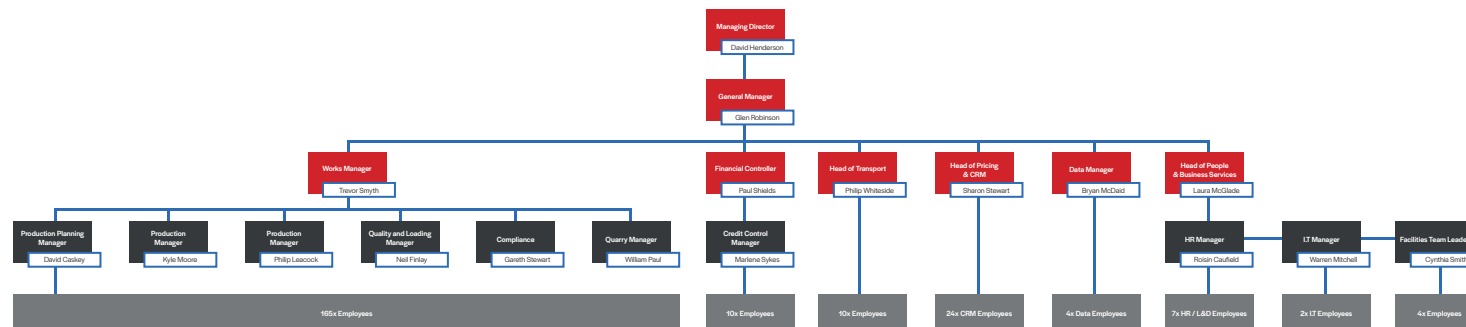 Managing Director
David Henderson
General Manager
Glen Robinson
Works Manager
Trevor Smyth
Financial Controller
Paul Shields
Head of Transport
Philip Whiteside
Head of Pricing
& CRM
Sharon Stewart
Data Manager
Bryan McDaid
Head of People
& Business Services
Laura McGlade
Production Planning
Manager
David Caskey
Production
Manager
Kyle Moore
Production
Manager
Philip Leacock
Quality and Loading
Manager
Neil Finlay
Compliance
Gareth Stewart
Quarry Manager
William Paul
Credit Control
Manager
Marlene Sykes
HR Manager
Roisin Caufield
I.T Manager
Warren Mitchell
Facilities Team Leade
Cynthia Smith
165x Employees
10x Employees
10x Employees
24x CRM Employees
4x Data Employees
7x HR / L&D Employees
2x I.T Employees
4x Employees